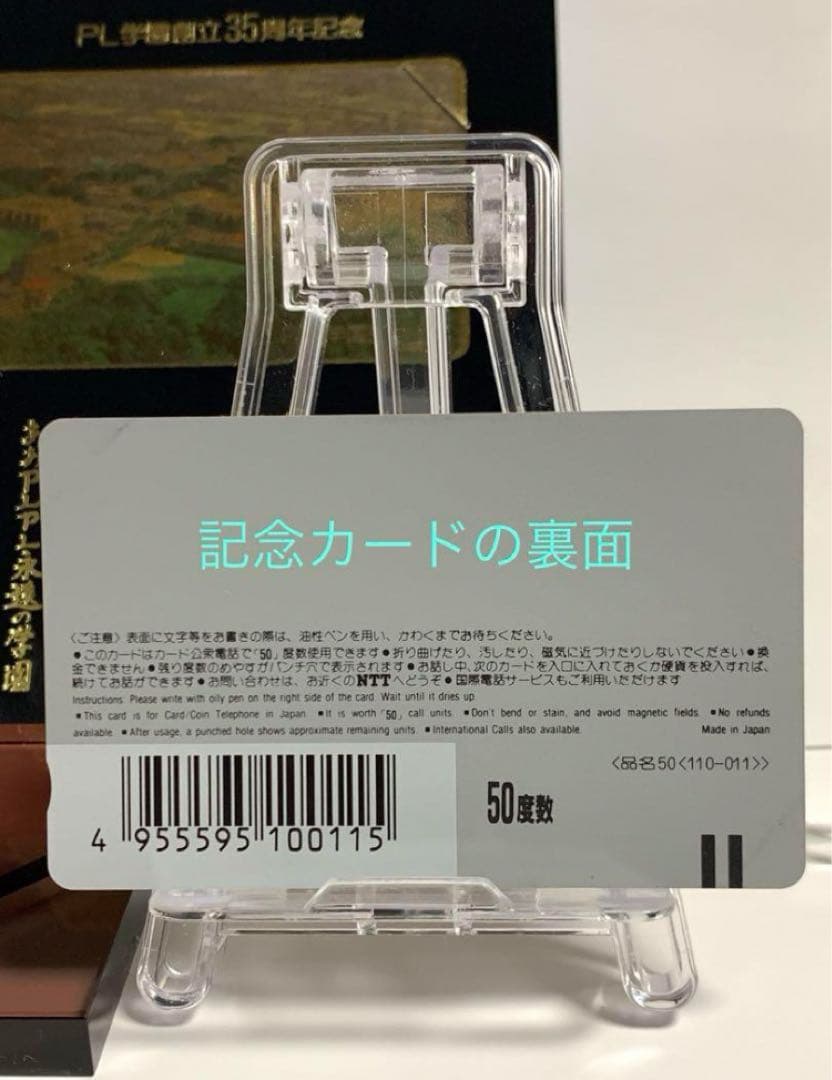 PL学園創立35周年記念
ああPLPL永遠の学園
記念カードの裏面
〈ご注意〉表面に文字等をお書きの際は、油性ペンを用い、かわくまでお待ちください。
●このカードはカード公衆電話で「50」度数使用できます●折り曲げたり、汚したり、磁気に近づけたりしないでください●換
金できません●残り度数のめやすがパンチ穴で表示されます●お話し中、次のカードを入口に入れておくか硬貨を投入すれば、
続けてお話ができます●お問い合わせは、お近くのNTTへどうぞ●国際電話サービスもご利用いただけます
Instructions: Please write with oily pen on the right side of the card. Wait until it dries up.
■This card is for Card/Coin Telephone in Japan. ■It is worth「50」call units. ■Don't bend or stain, and avoid magnetic fields. ■No refunds
available. ■After usage, a punched hole shows approximate remaining units. ■International Calls also available. Made in Japan
〈品名50〈110-011〉〉
50度数
4 955595 100115